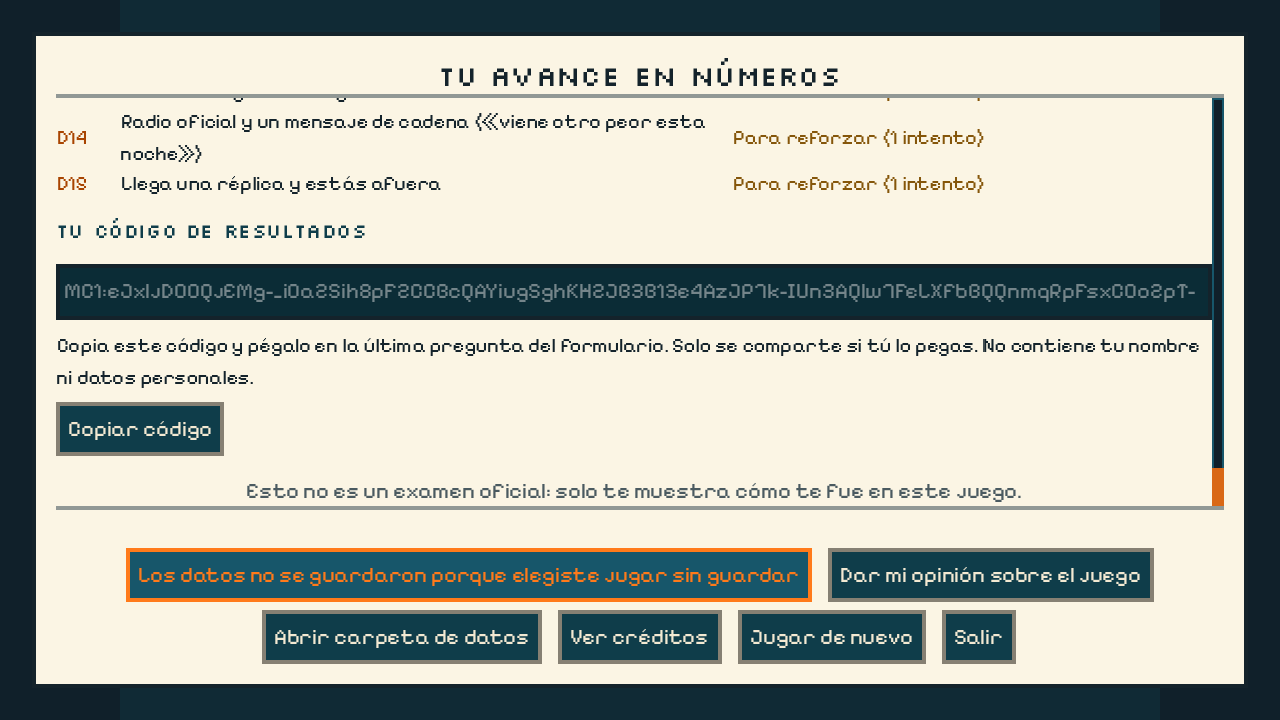 TU AVANCE EN NÚMEROS
D14 Radio oficial y un mensaje de cadena («viene otro peor esta noche») Para reforzar (1 intento)
D15 Llega una réplica y estás afuera Para reforzar (1 intento)
TU CÓDIGO DE RESULTADOS
Copia este código y pégalo en la última pregunta del formulario. Solo se comparte si tú lo pegas. No contiene tu nombre
ni datos personales.
Copiar código
Esto no es un examen oficial: solo te muestra cómo te fue en este juego.
Los datos no se guardaron porque elegiste jugar sin guardar
Dar mi opinión sobre el juego
Abrir carpeta de datos
Ver créditos
Jugar de nuevo
Salir